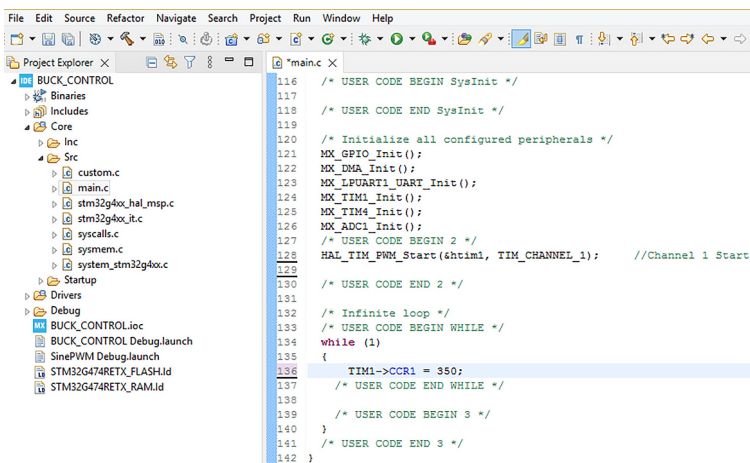 File Edit Source Refactor Navigate Search Project Run Window Help
Project Explorer
BUCK_CONTROL
Binaries
Includes
Core
Inc
Src
custom.c
main.c
stm32g4xx_hal_msp.c
stm32g4xx_it.c
syscalls.c
sysmem.c
system_stm32g4xx.c
Startup
Drivers
Debug
MX BUCK_CONTROL.ioc
BUCK_CONTROL Debug.launch
SinePWM Debug.launch
STM32G474RETX_FLASH.ld
STM32G474RETX_RAM.ld
*main.c
116 /* USER CODE BEGIN SysInit */
117
118 /* USER CODE END SysInit */
119
120 /* Initialize all configured peripherals */
121 MX_GPIO_Init();
122 MX_DMA_Init();
123 MX_LPUART1_UART_Init();
124 MX_TIM1_Init();
125 MX_TIM4_Init();
126 MX_ADC1_Init();
127 /* USER CODE BEGIN 2 */
128 HAL_TIM_PWM_Start(&htim1, TIM_CHANNEL_1); //Channel 1 Start
129
130 /* USER CODE END 2 */
131
132 /* Infinite loop */
133 /* USER CODE BEGIN WHILE */
134 while (1)
135 {
136 TIM1->CCR1 = 350;
137 /* USER CODE END WHILE */
138
139 /* USER CODE BEGIN 3 */
140 }
141 /* USER CODE END 3 */
142 }